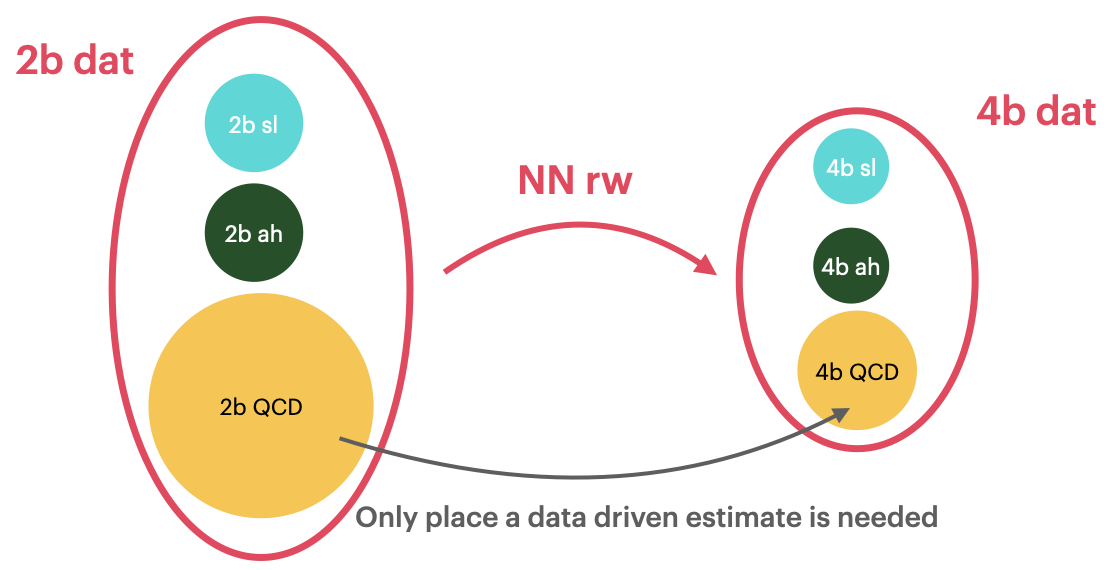 2b dat
2b sl
2b ah
2b QCD
NN rw
4b dat
4b sl
4b ah
4b QCD
Only place a data driven estimate is needed